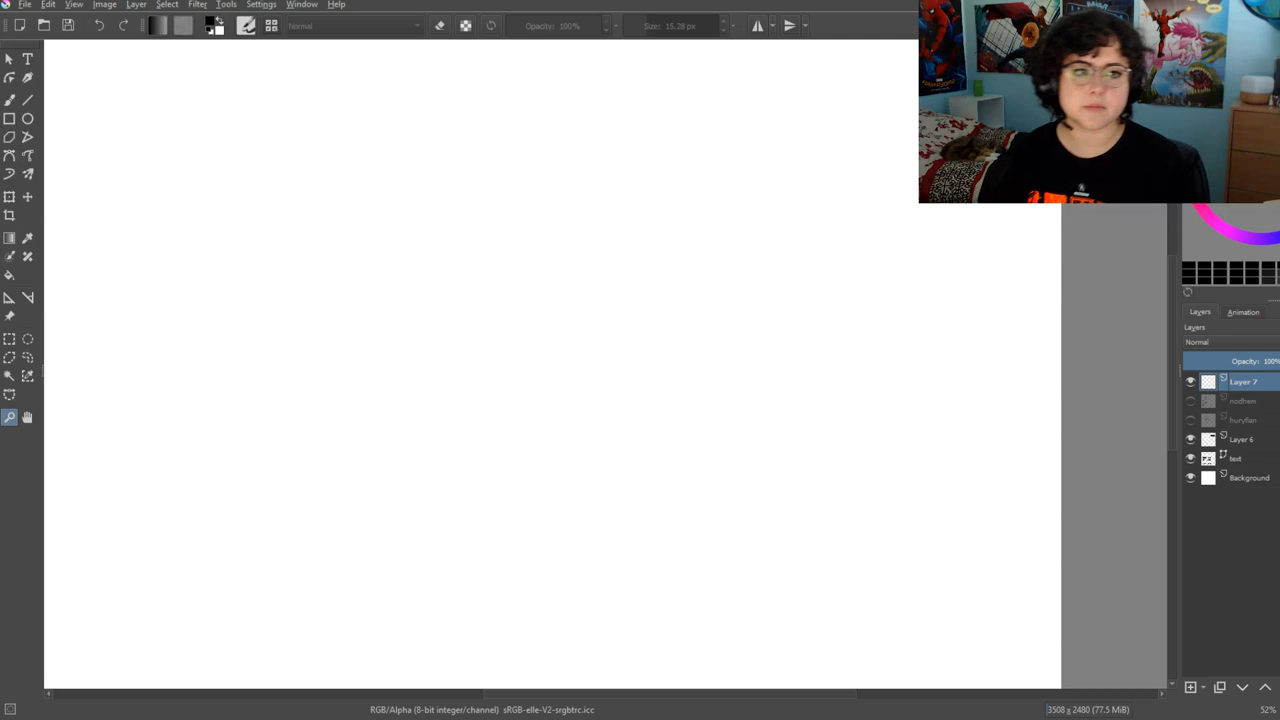 File Edit View Image Layer Select Filter Tools Settings Window Help
Normal Opacity: 100% Size: 15.28 px
Layers Animation
Layers
Normal
Opacity: 100%
Layer 7
nodhem
huryfian
Layer 6
text
Background
RGB/Alpha (8-bit integer/channel) sRGB-elle-V2-srgbtrc.icc 3508 x 2480 (77.5 MiB) 52%